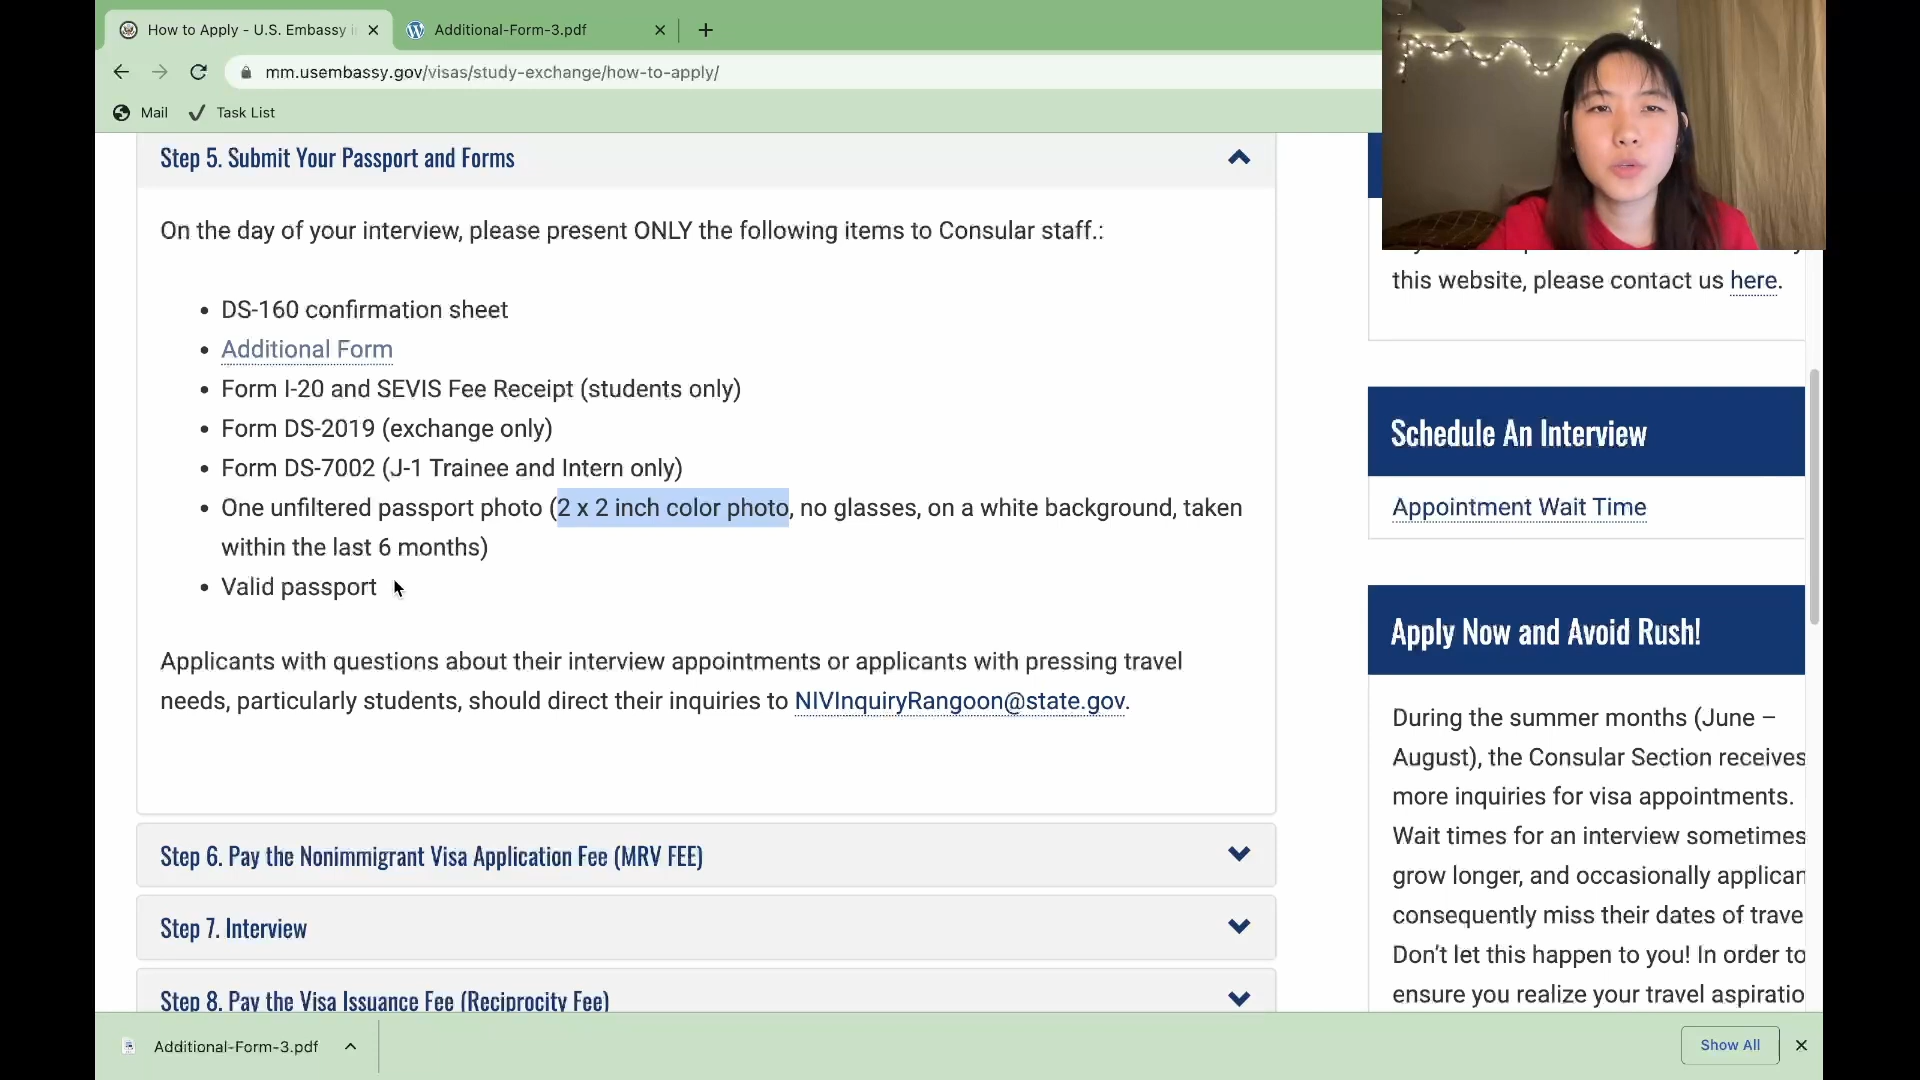 How to Apply - U.S. Embassy i
Additional-Form-3.pdf
mm.usembassy.gov/visas/study-exchange/how-to-apply/
Mail
Task List
Step 5. Submit Your Passport and Forms
On the day of your interview, please present ONLY the following items to Consular staff.:
• DS-160 confirmation sheet
• Additional Form
• Form I-20 and SEVIS Fee Receipt (students only)
• Form DS-2019 (exchange only)
• Form DS-7002 (J-1 Trainee and Intern only)
• One unfiltered passport photo (2 x 2 inch color photo, no glasses, on a white background, taken
within the last 6 months)
• Valid passport
Applicants with questions about their interview appointments or applicants with pressing travel
needs, particularly students, should direct their inquiries to NIVInquiryRangoon@state.gov.
Step 6. Pay the Nonimmigrant Visa Application Fee (MRV FEE)
Step 7. Interview
Step 8. Pay the Visa Issuance Fee (Reciprocity Fee)
this website, please contact us here.
Schedule An Interview
Appointment Wait Time
Apply Now and Avoid Rush!
During the summer months (June –
August), the Consular Section receives
more inquiries for visa appointments.
Wait times for an interview sometimes
grow longer, and occasionally applican
consequently miss their dates of trave
Don't let this happen to you! In order to
ensure you realize your travel aspiratio
Additional-Form-3.pdf
Show All